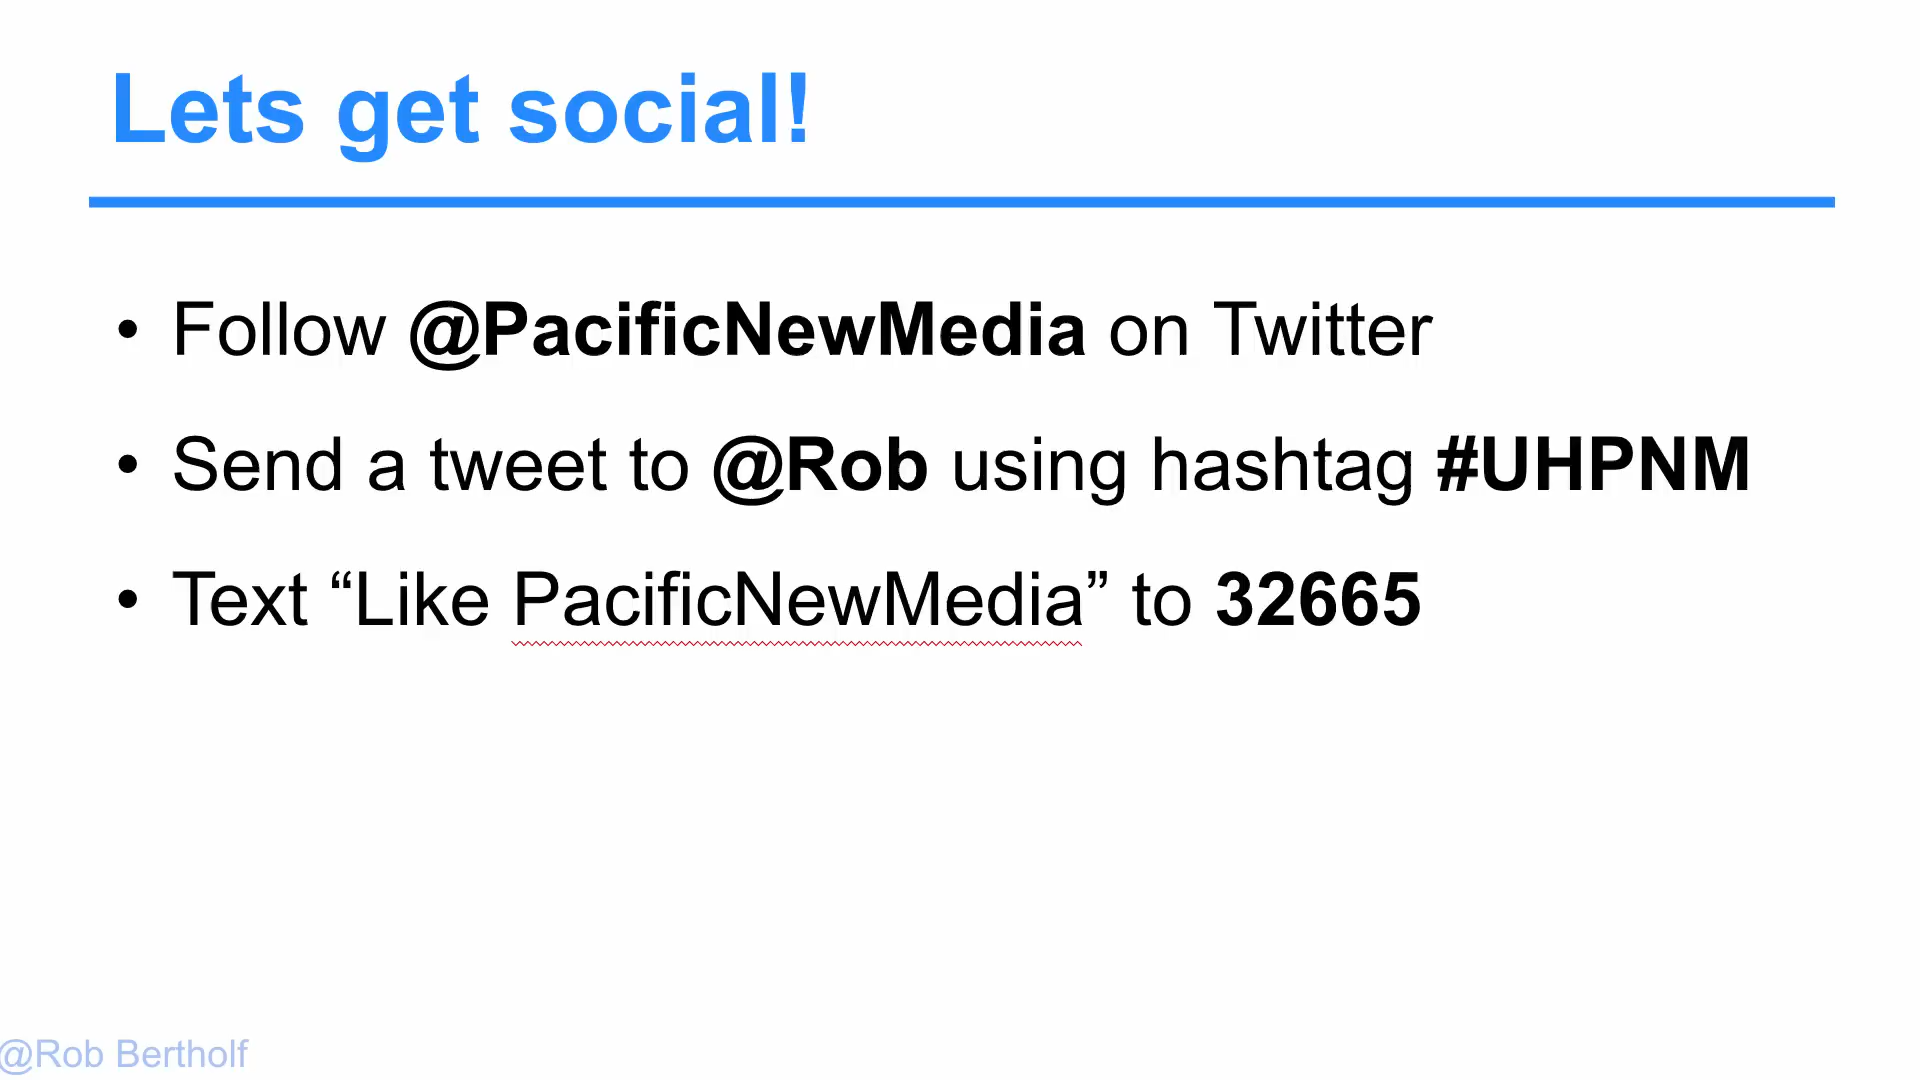 Lets get social!
• Follow @PacificNewMedia on Twitter
• Send a tweet to @Rob using hashtag #UHPNM
• Text “Like PacificNewMedia” to 32665
@Rob Bertholf